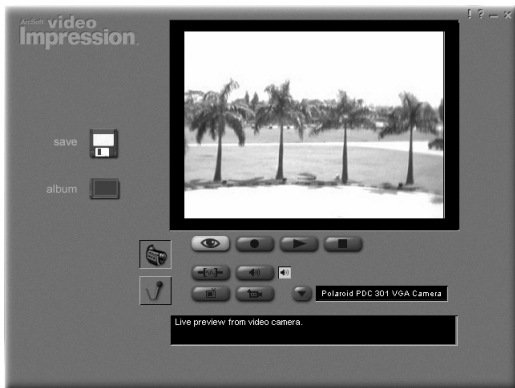 ArcSoft video
Impression
! ? – ×
save
album
Polaroid PDC 301 VGA Camera
Live preview from video camera.